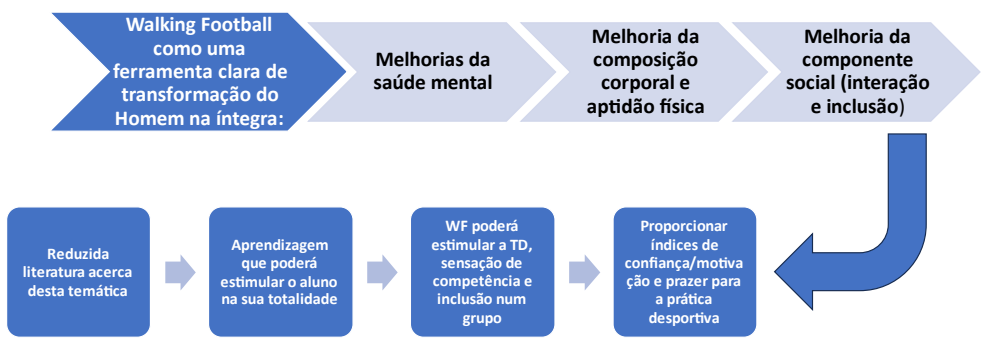 Walking Football
como uma
ferramenta clara de
transformação do
Homem na íntegra:
Melhorias da
saúde mental
Melhoria da
composição
corporal e
aptidão física
Melhoria da
componente
social (interação
e inclusão)
Reduzida
literatura acerca
desta temática
Aprendizagem
que poderá
estimular o aluno
na sua totalidade
WF poderá
estimular a TD,
sensação de
competência e
inclusão num
grupo
Proporcionar
índices de
confiança/motiva
ção e prazer para
a prática
desportiva